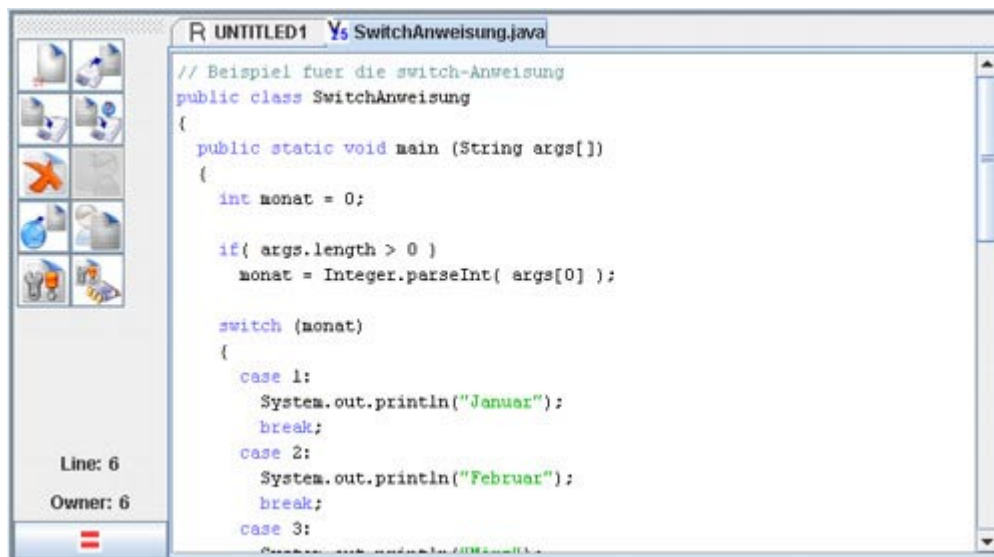 R UNTITLED1 Y5 SwitchAnweisung.java
// Beispiel fuer die switch-Anweisung
public class SwitchAnweisung
{
public static void main (String args[])
{
int monat = 0;
if( args.length > 0 )
monat = Integer.parseInt( args[0] );
switch (monat)
{
case 1:
System.out.println("Januar");
break;
case 2:
System.out.println("Februar");
break;
case 3:
Line: 6
Owner: 6